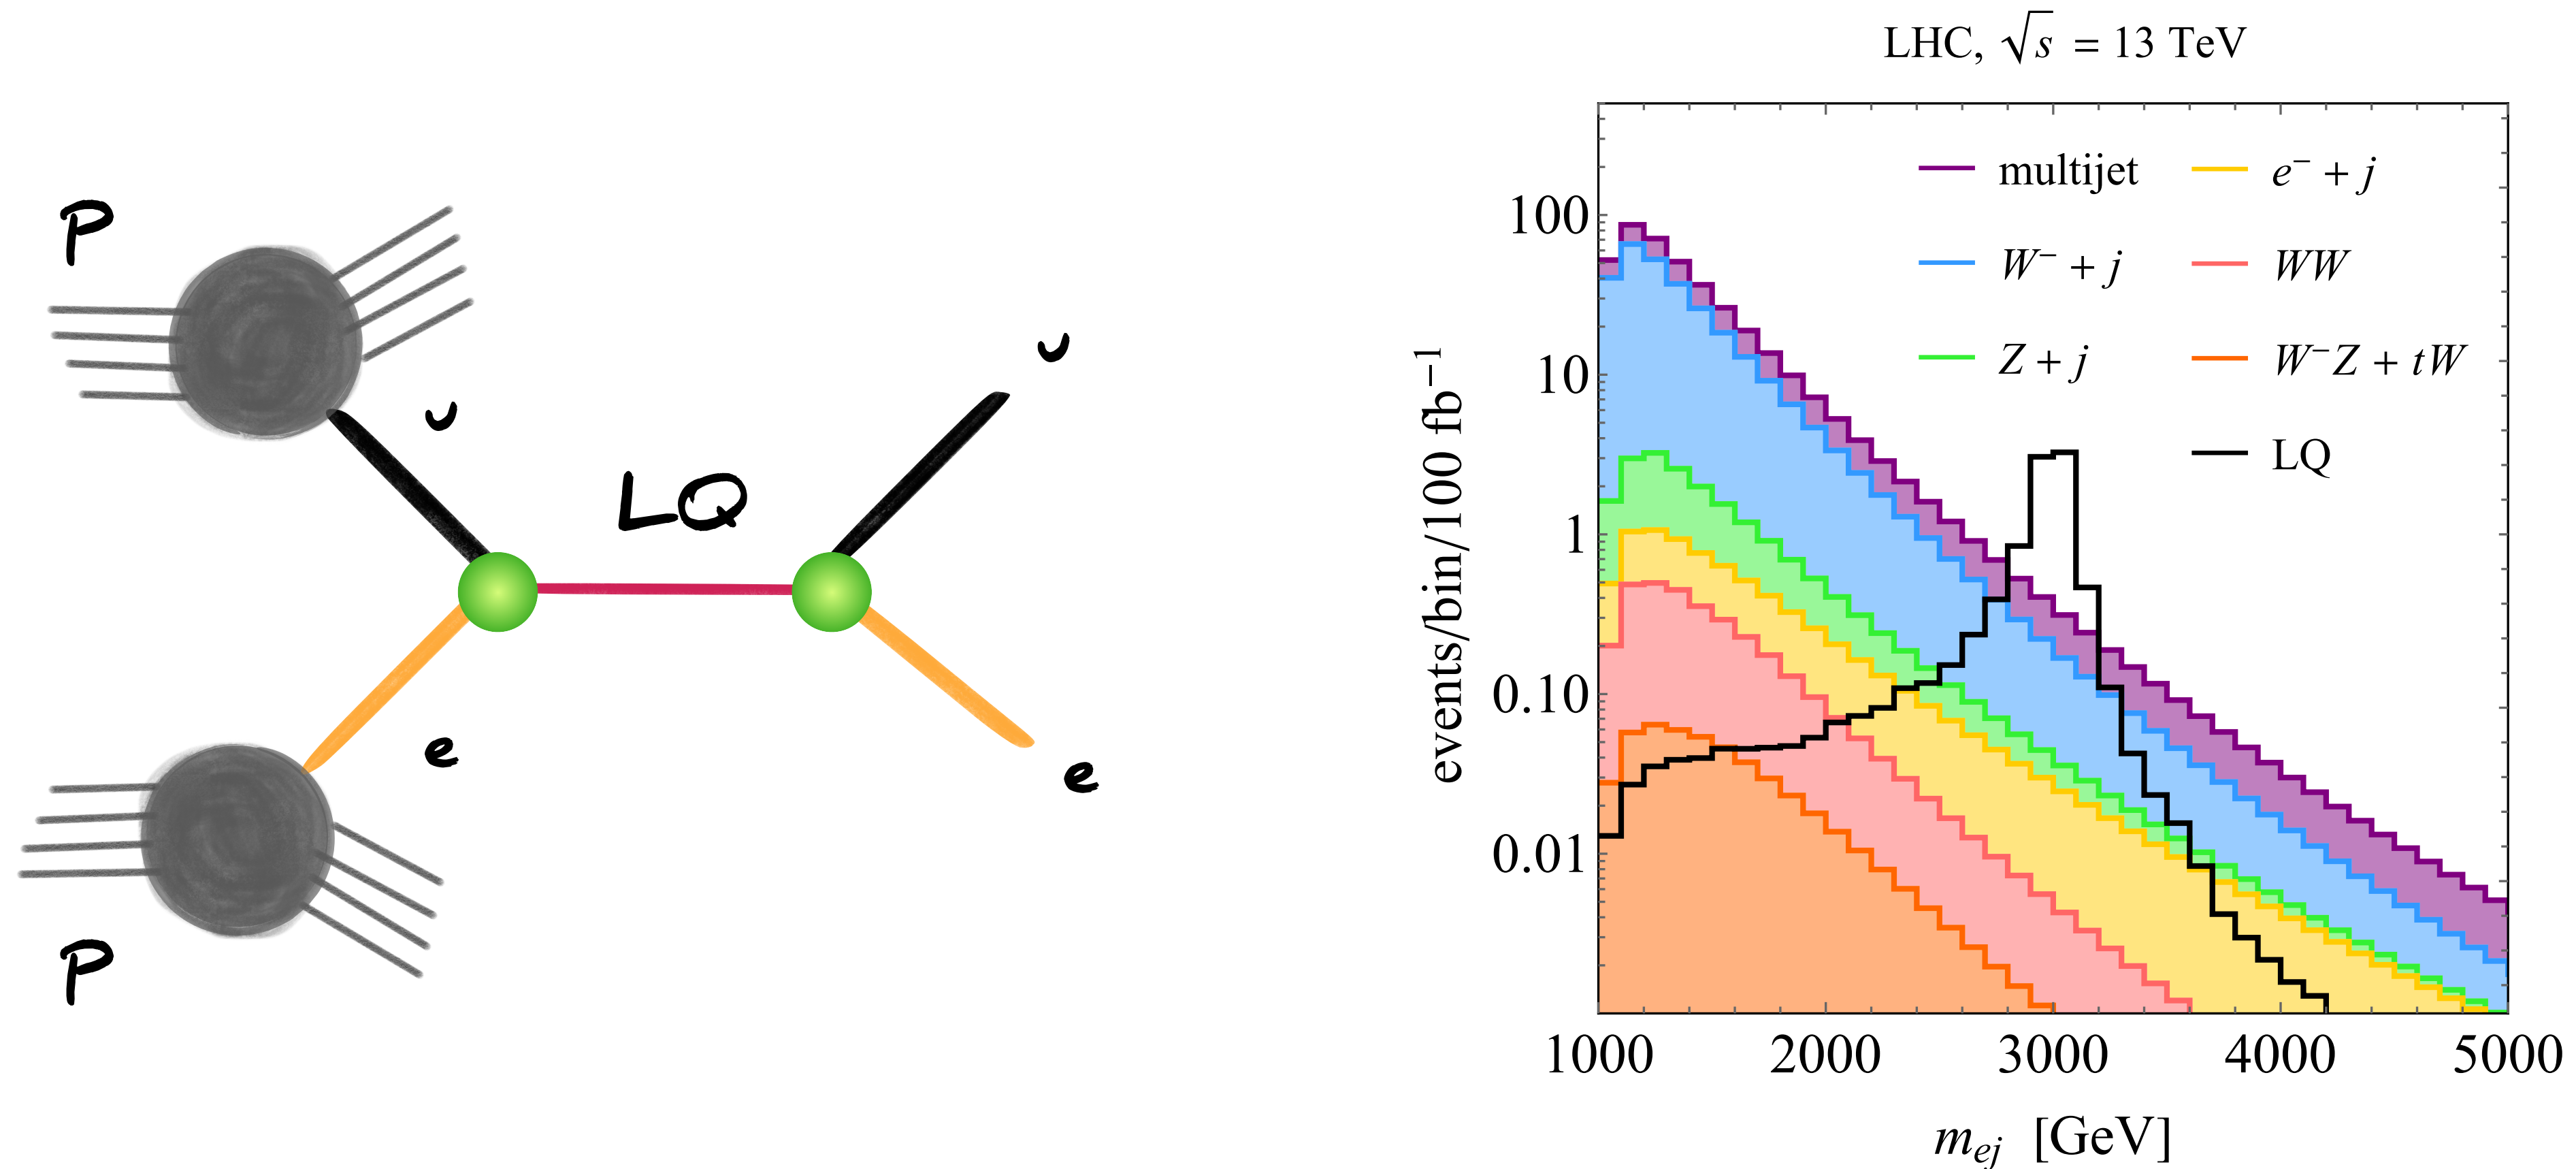 P
u
LQ
u
e
e
P
LHC, √s = 13 TeV
multijet
e⁻ + j
W⁻ + j
WW
Z + j
W⁻Z + tW
LQ
events/bin/100 fb⁻¹
100
10
1
0.10
0.01
1000 2000 3000 4000 5000
m_ej [GeV]